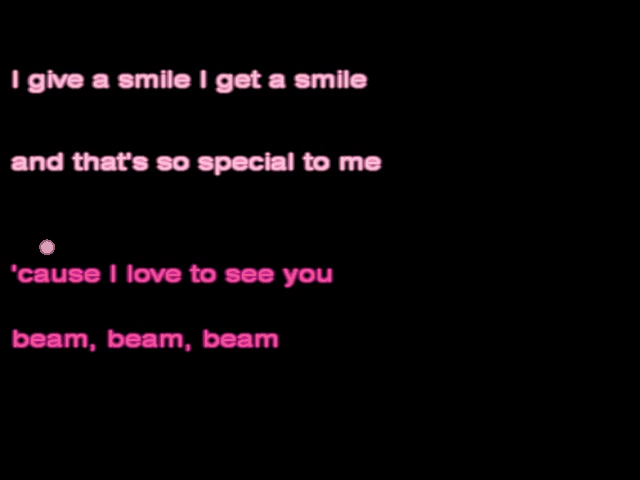 I give a smile I get a smile
and that's so special to me
'cause I love to see you
beam, beam, beam